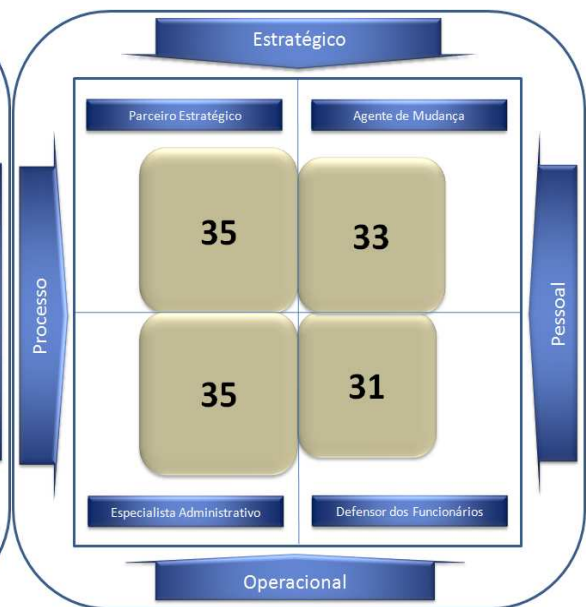 Estratégico
Parceiro Estratégico
Agente de Mudança
35
33
Processo
Pessoal
35
31
Especialista Administrativo
Defensor dos Funcionários
Operacional